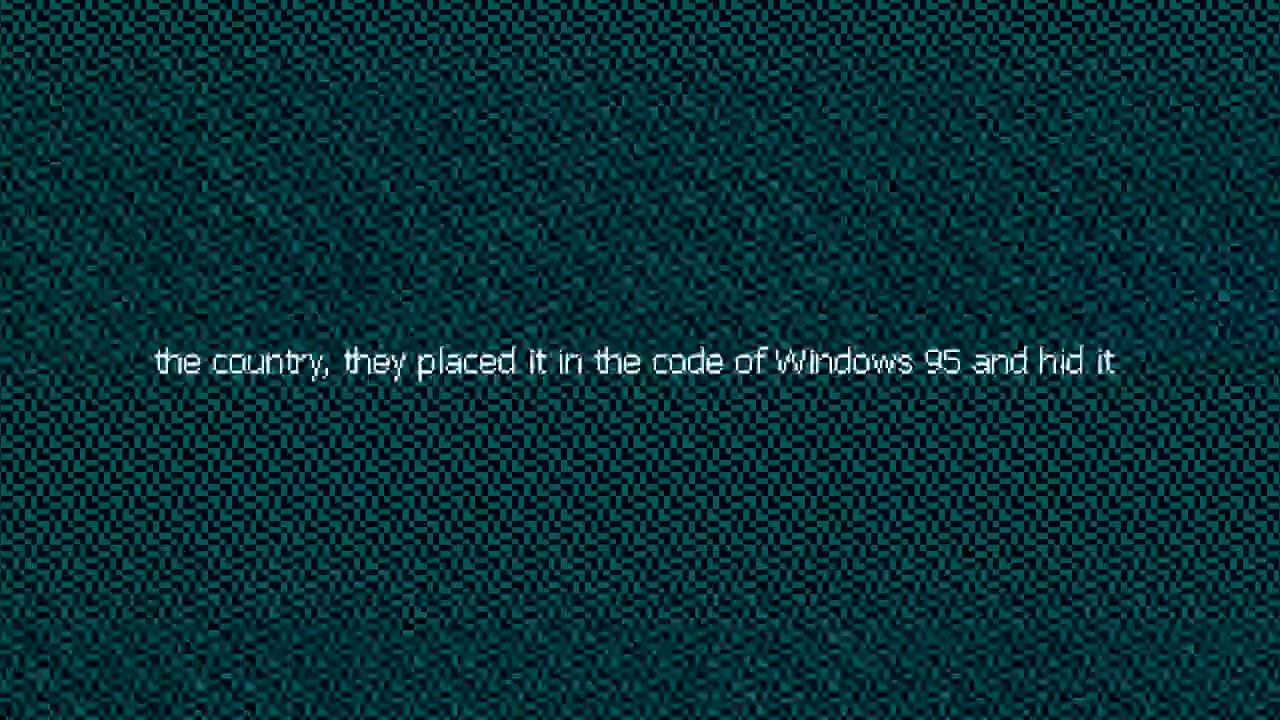 the country, they placed it in the code of Windows 95 and hid it